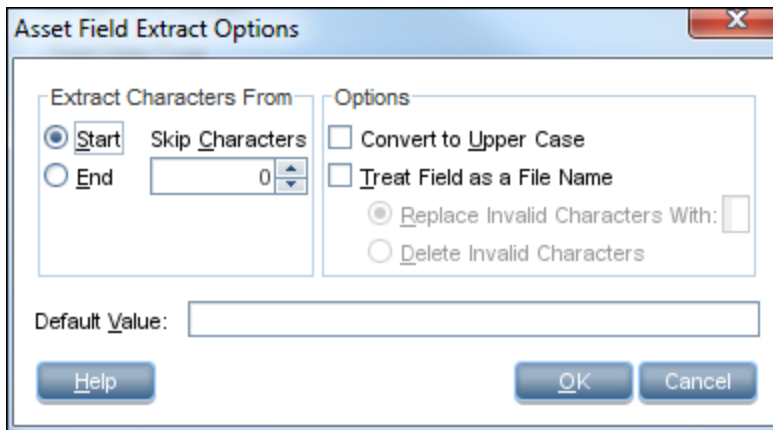 Asset Field Extract Options
Extract Characters From
Start Skip Characters
End 0
Options
Convert to Upper Case
Treat Field as a File Name
Replace Invalid Characters With:
Delete Invalid Characters
Default Value:
Help OK Cancel